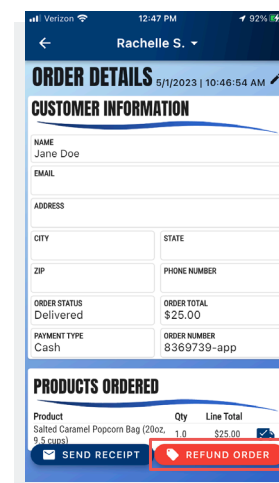 Verizon 12:47 PM 92%
Rachelle S.
ORDER DETAILS 5/1/2023 | 10:46:54 AM
CUSTOMER INFORMATION
NAME
Jane Doe
EMAIL
ADDRESS
CITY STATE
ZIP PHONE NUMBER
ORDER STATUS ORDER TOTAL
Delivered $25.00
PAYMENT TYPE ORDER NUMBER
Cash 8369739-app
PRODUCTS ORDERED
Product Qty Line Total
Salted Caramel Popcorn Bag (20oz, 1.0 $25.00
9.5 cups)
SEND RECEIPT REFUND ORDER